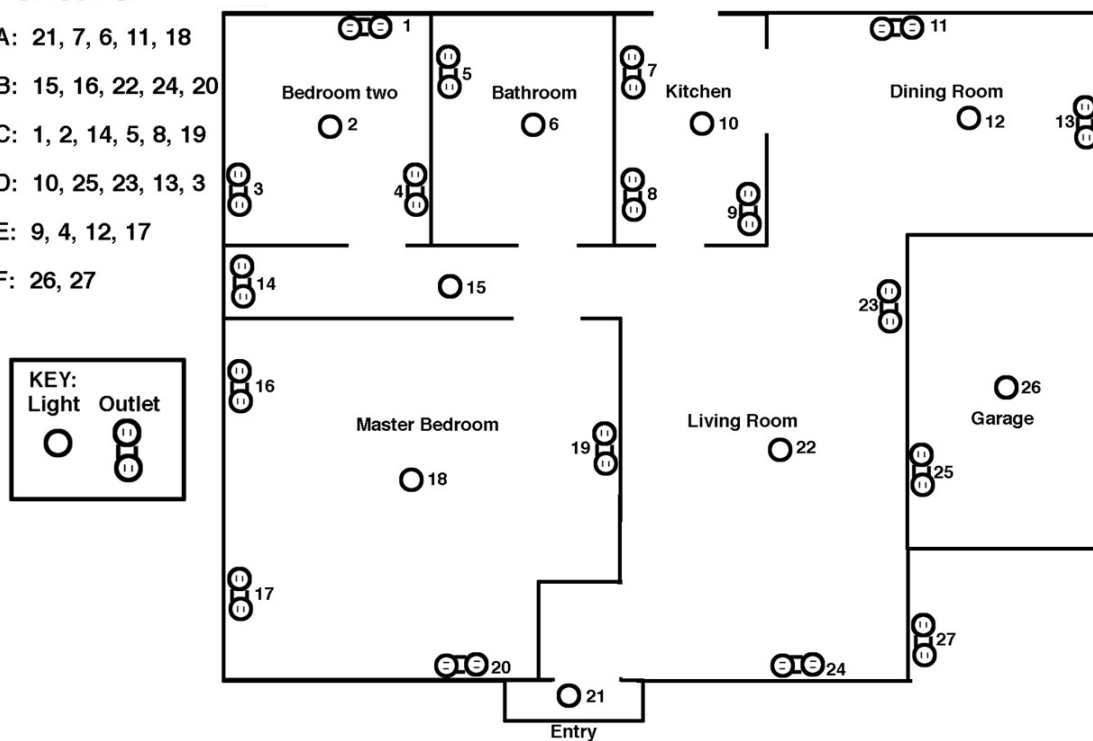 A: 21, 7, 6, 11, 18
B: 15, 16, 22, 24, 20
C: 1, 2, 14, 5, 8, 19
D: 10, 25, 23, 13, 3
E: 9, 4, 12, 17
F: 26, 27
KEY:
Light Outlet
1
11
5
7
Bedroom two
Bathroom
Kitchen
Dining Room
2
6
10
12
13
3
4
8
9
14
15
23
16
26
Master Bedroom
Living Room
Garage
19
22
18
25
17
27
20
24
21
Entry